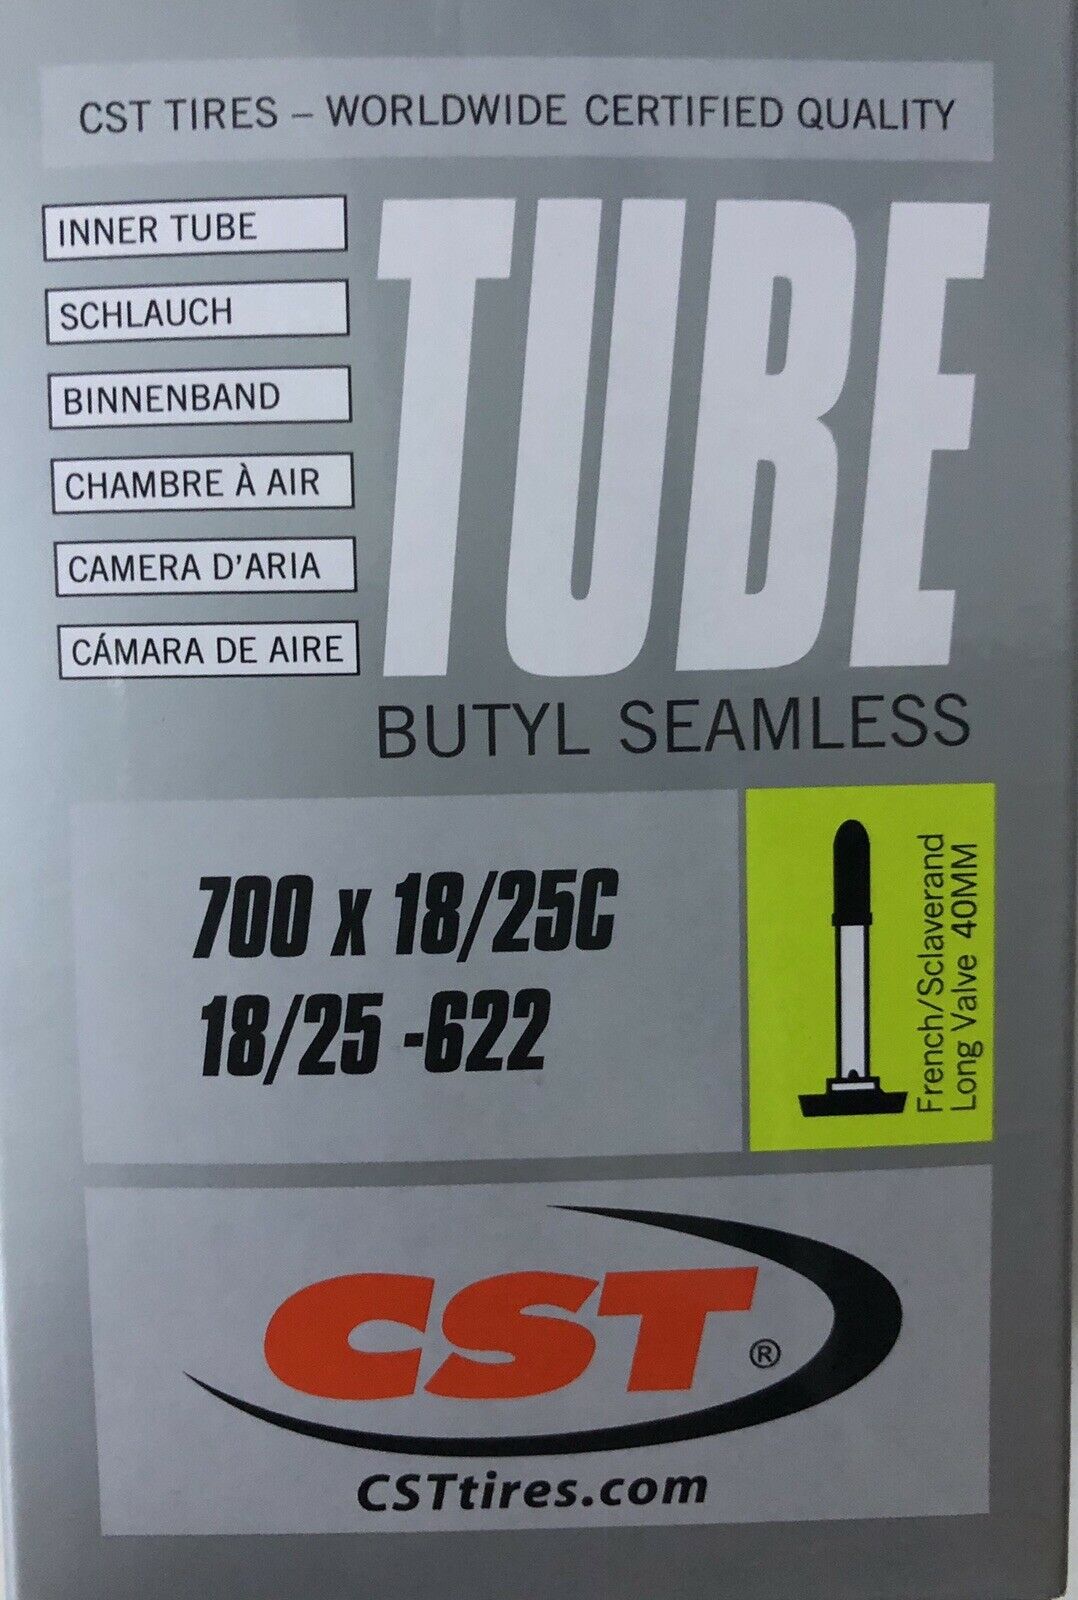 CST TIRES – WORLDWIDE CERTIFIED QUALITY
INNER TUBE
SCHLAUCH
BINNENBAND
CHAMBRE À AIR
CAMERA D'ARIA
CÁMARA DE AIRE
TUBE
BUTYL SEAMLESS
700 x 18/25C
18/25 -622
French/Sclaverand
Long Valve 40MM
CST®
CSTtires.com